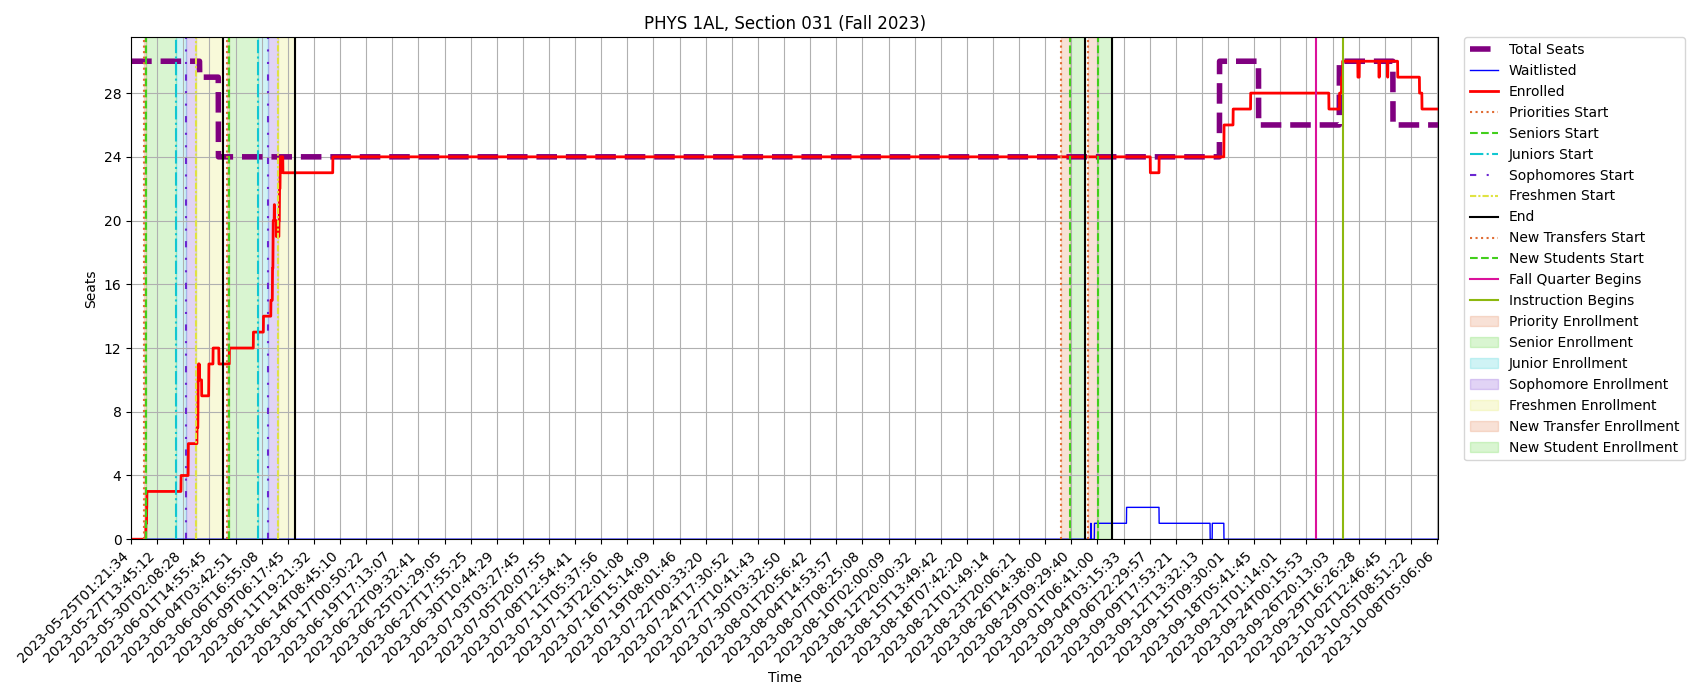 PHYS 1AL, Section 031 (Fall 2023)
Seats
28
24
20
16
12
8
4
0
2023-05-25T01:21:34
2023-05-27T13:45:12
2023-05-30T02:08:28
2023-06-01T14:55:45
2023-06-04T03:42:51
2023-06-06T16:55:08
2023-06-09T06:17:45
2023-06-11T19:21:32
2023-06-14T08:45:10
2023-06-17T00:50:22
2023-06-19T17:13:07
2023-06-22T09:32:41
2023-06-25T01:29:05
2023-06-27T17:55:25
2023-06-30T10:44:29
2023-07-03T03:27:45
2023-07-05T20:07:55
2023-07-08T12:54:41
2023-07-11T05:37:56
2023-07-13T22:01:08
2023-07-16T15:14:09
2023-07-19T08:01:46
2023-07-22T00:33:20
2023-07-24T17:30:52
2023-07-27T10:41:43
2023-07-30T03:32:50
2023-08-01T20:56:42
2023-08-04T14:53:57
2023-08-07T08:25:08
2023-08-10T02:00:09
2023-08-12T20:00:32
2023-08-15T13:49:42
2023-08-18T07:42:20
2023-08-21T01:49:14
2023-08-23T20:06:21
2023-08-26T14:38:00
2023-08-29T09:29:40
2023-09-01T06:41:00
2023-09-04T03:15:33
2023-09-06T22:29:57
2023-09-09T17:53:21
2023-09-12T13:32:13
2023-09-15T09:30:01
2023-09-18T05:41:45
2023-09-21T01:14:01
2023-09-24T00:15:53
2023-09-26T20:13:03
2023-09-29T16:26:28
2023-10-02T12:46:45
2023-10-05T08:51:22
2023-10-08T05:06:06
Time
Total Seats
Waitlisted
Enrolled
Priorities Start
Seniors Start
Juniors Start
Sophomores Start
Freshmen Start
End
New Transfers Start
New Students Start
Fall Quarter Begins
Instruction Begins
Priority Enrollment
Senior Enrollment
Junior Enrollment
Sophomore Enrollment
Freshmen Enrollment
New Transfer Enrollment
New Student Enrollment